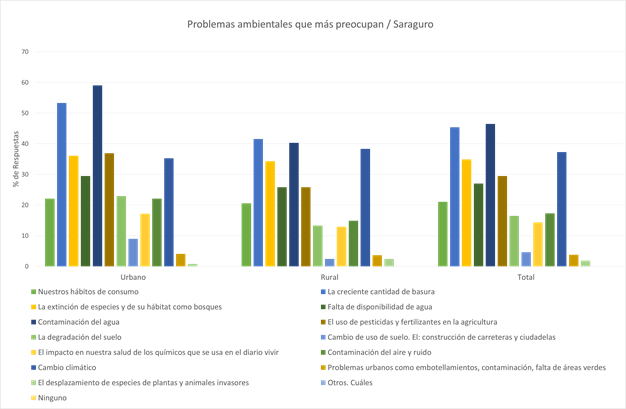 Problemas ambientales que más preocupan / Saraguro
70
60
50
40
30
20
10
0
% de Respuestas
Urbano Rural Total
Nuestros hábitos de consumo
La creciente cantidad de basura
La extinción de especies y de su hábitat como bosques
Falta de disponibilidad de agua
Contaminación del agua
El uso de pesticidas y fertilizantes en la agricultura
La degradación del suelo
Cambio de uso de suelo. El: construcción de carreteras y ciudadelas
El impacto en nuestra salud de los químicos que se usa en el diario vivir
Contaminación del aire y ruido
Cambio climático
Problemas urbanos como embotellamientos, contaminación, falta de áreas verdes
El desplazamiento de especies de plantas y animales invasores
Otros. Cuáles
Ninguno